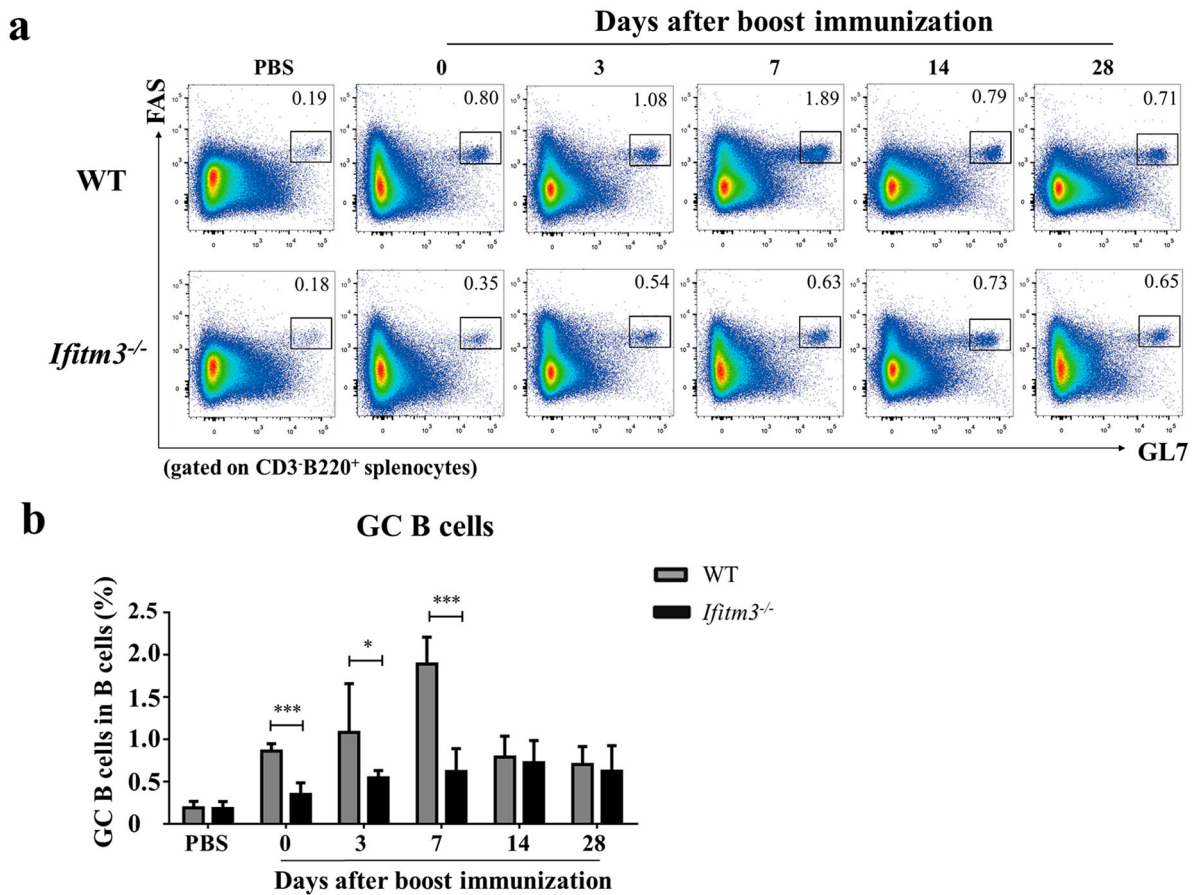 a
Days after boost immunization
PBS 0 3 7 14 28
FAS
WT
0.19 0.80 1.08 1.89 0.79 0.71
Ifitm3-/-
0.18 0.35 0.54 0.63 0.73 0.65
(gated on CD3-B220+ splenocytes)
GL7
b
GC B cells
WT
Ifitm3-/-
GC B cells in B cells (%)
2.5
2.0
1.5
1.0
0.5
0
*** * ***
PBS 0 3 7 14 28
Days after boost immunization